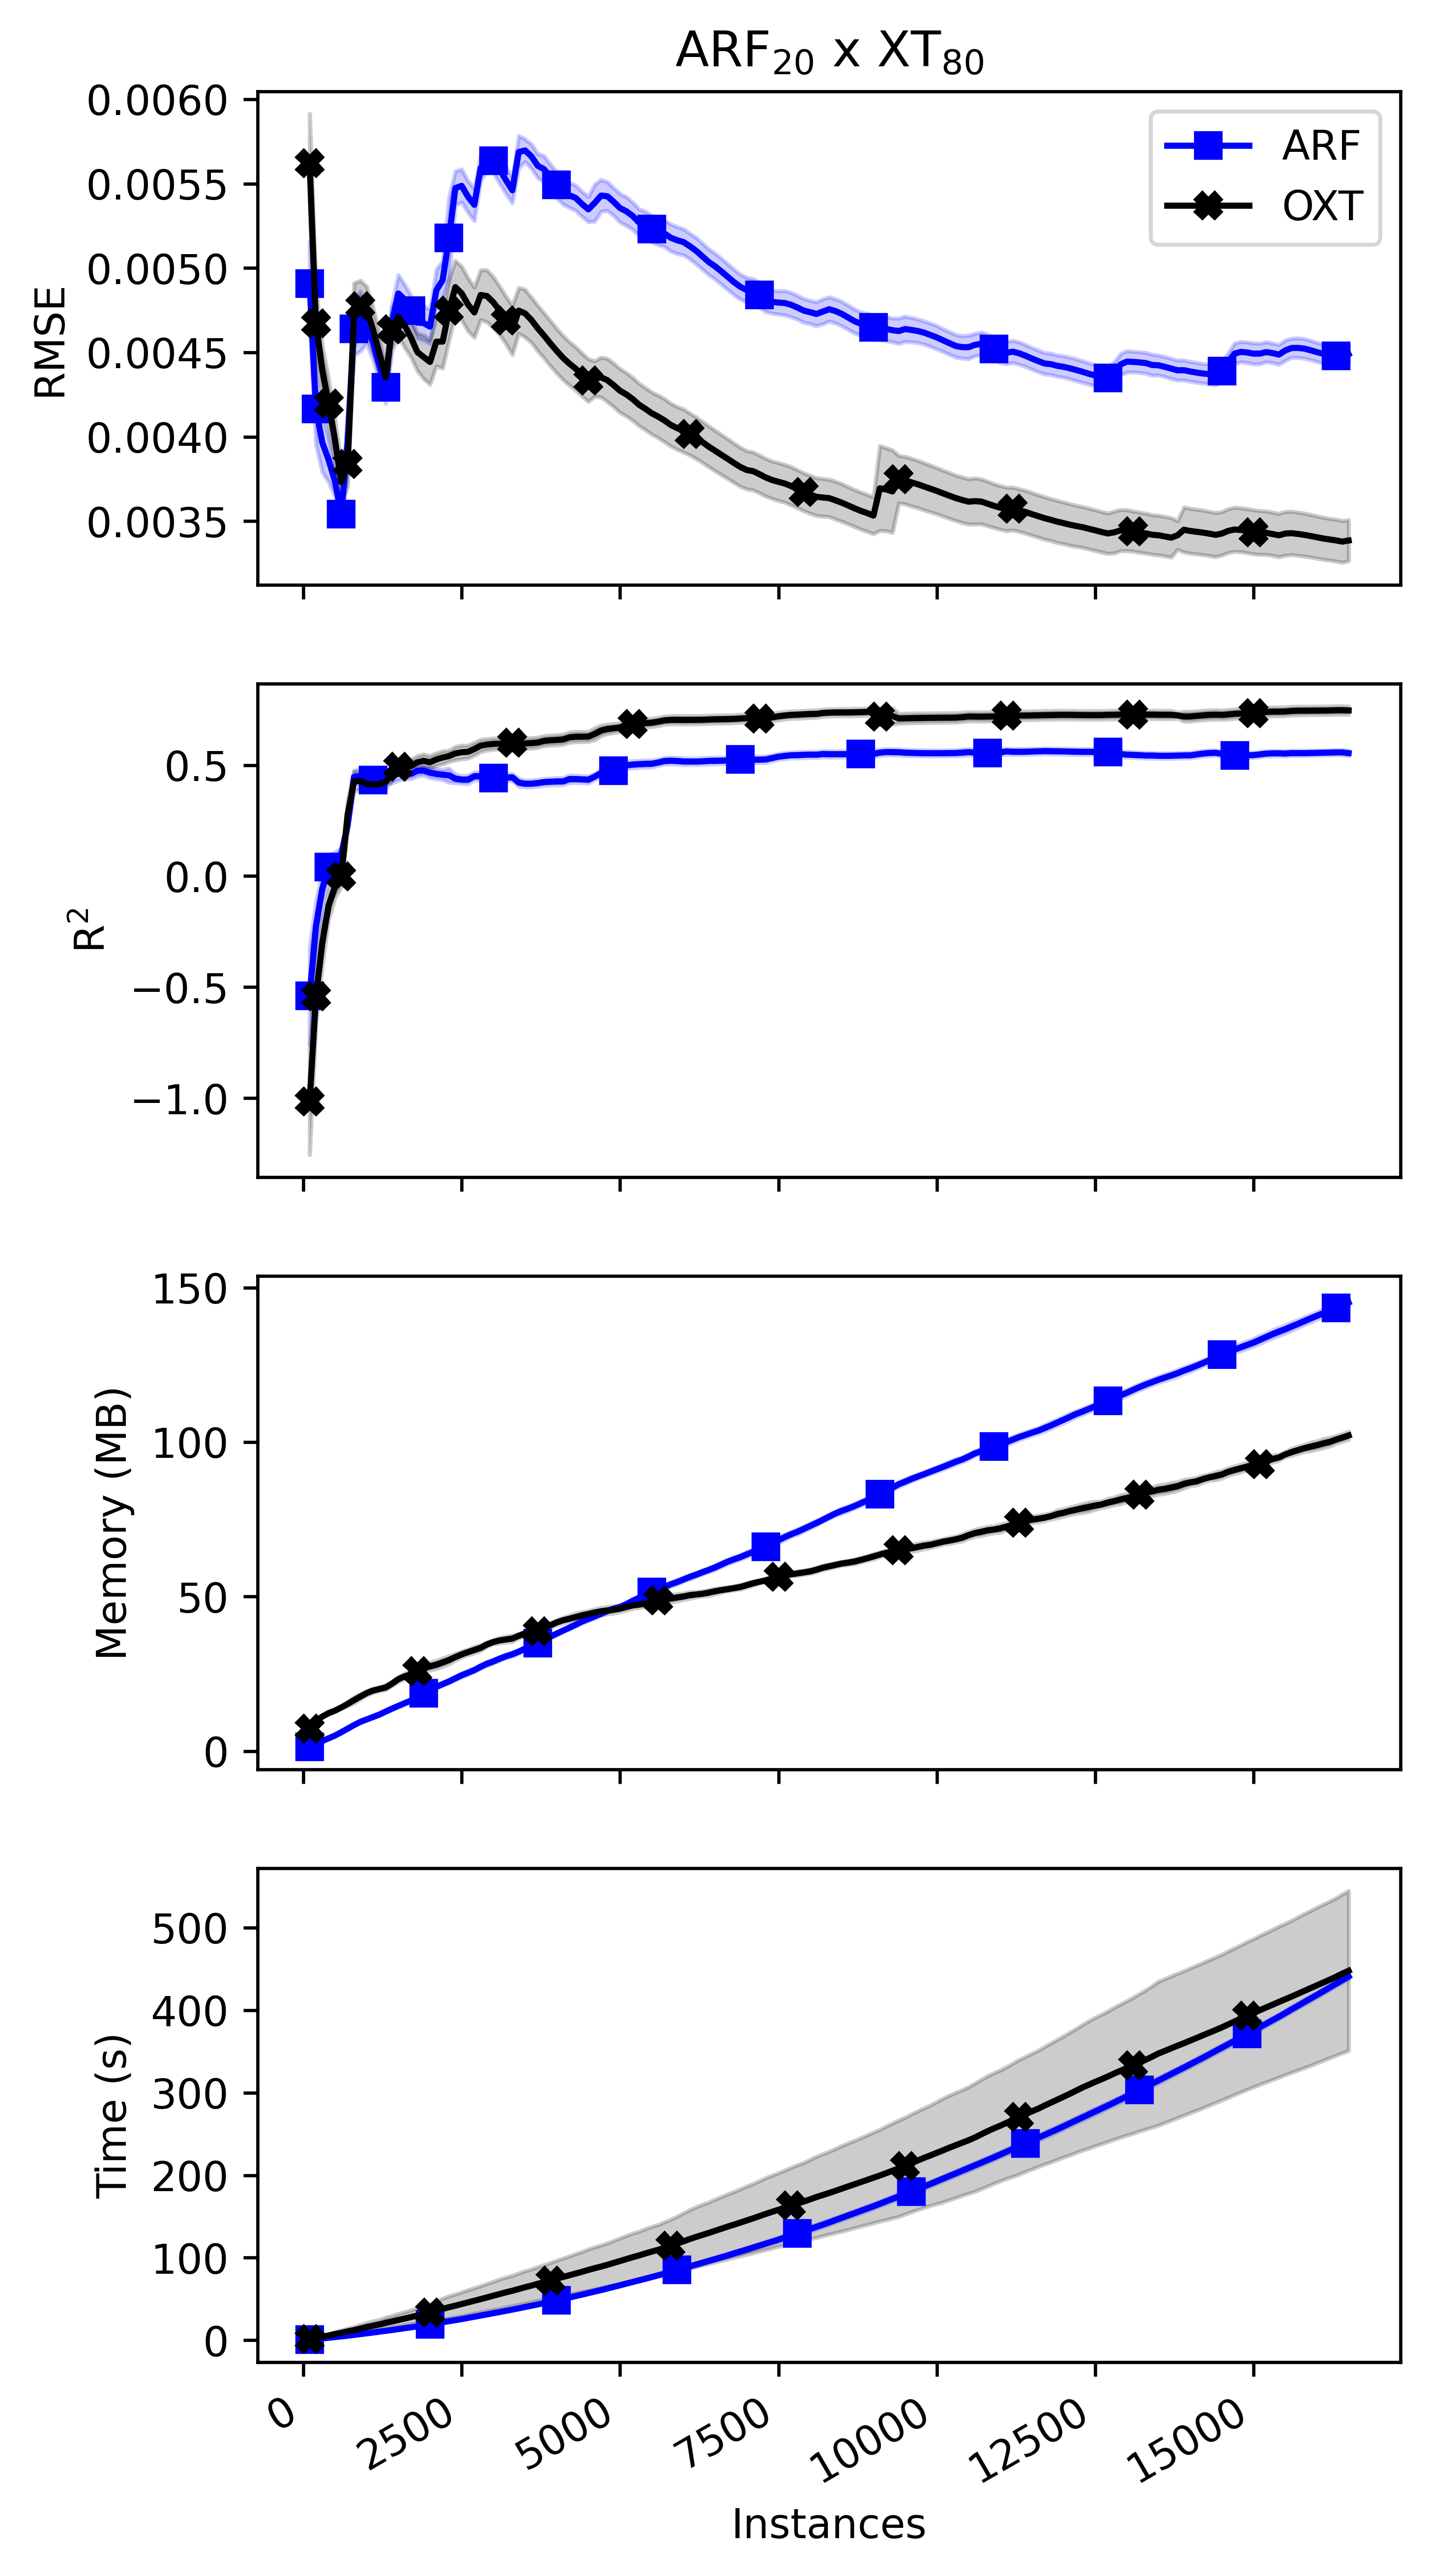 ARF₂₀ x XT₈₀
0.0060
0.0055
0.0050
0.0045
0.0040
0.0035
RMSE
ARF
OXT
0.5
0.0
−0.5
−1.0
R²
150
100
50
0
Memory (MB)
500
400
300
200
100
0
Time (s)
0 2500 5000 7500 10000 12500 15000
Instances